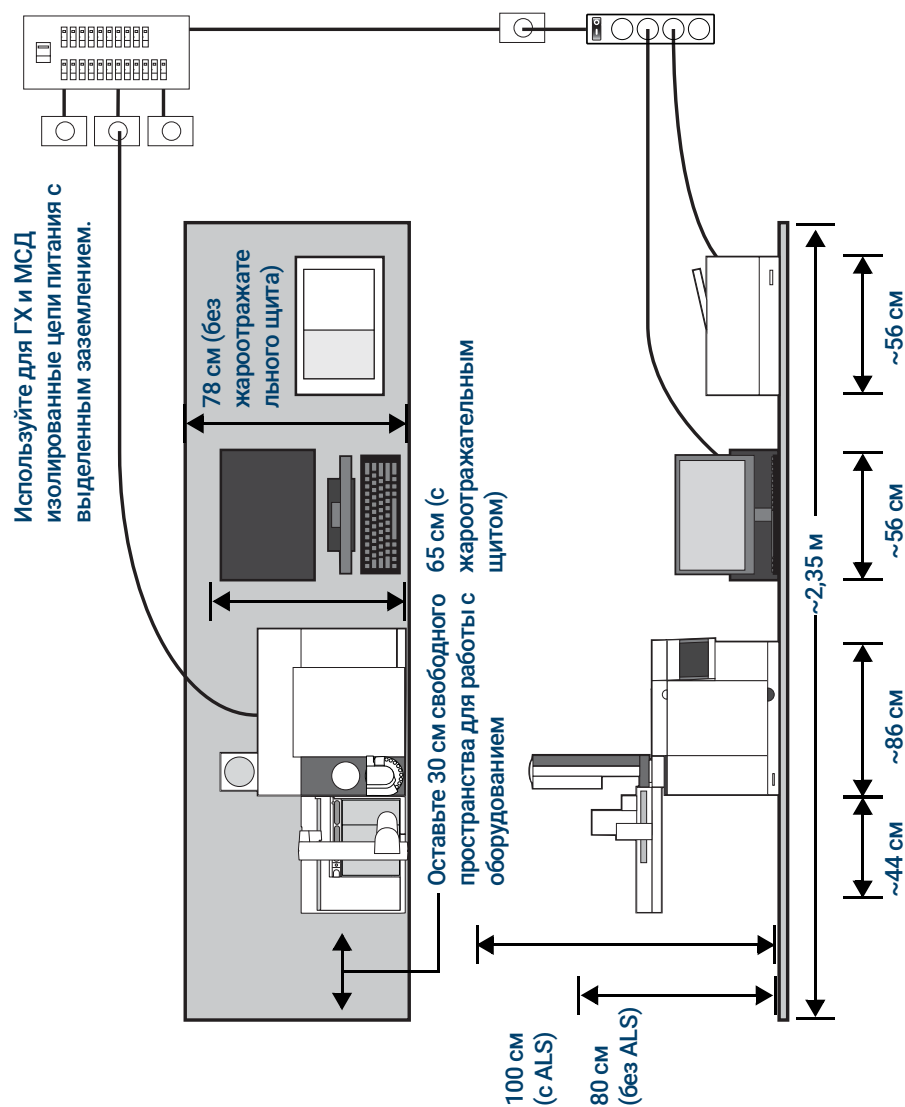 Используйте для ГХ и МСД
изолированные цепи питания с
выделенным заземлением.
78 см (без
жароотражате
льного щита)
65 см (с
жароотражательным
щитом)
Оставьте 30 см свободного
пространства для работы с
оборудованием
100 см
(с ALS)
80 см
(без ALS)
~2,35 м
~44 см
~86 см
~56 см
~56 см